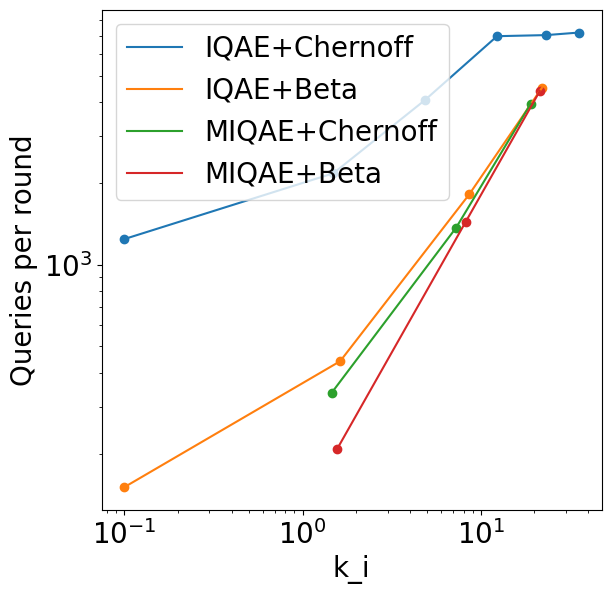 IQAE+Chernoff
IQAE+Beta
MIQAE+Chernoff
MIQAE+Beta
Queries per round
10³
10⁻¹ 10⁰ 10¹
k_i